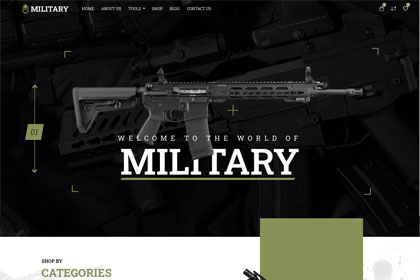 MILITARY
HOME ABOUT US TOOLS SHOP BLOG CONTACT US
01
WELCOME TO THE WORLD OF
MILITARY
SHOP BY
CATEGORIES